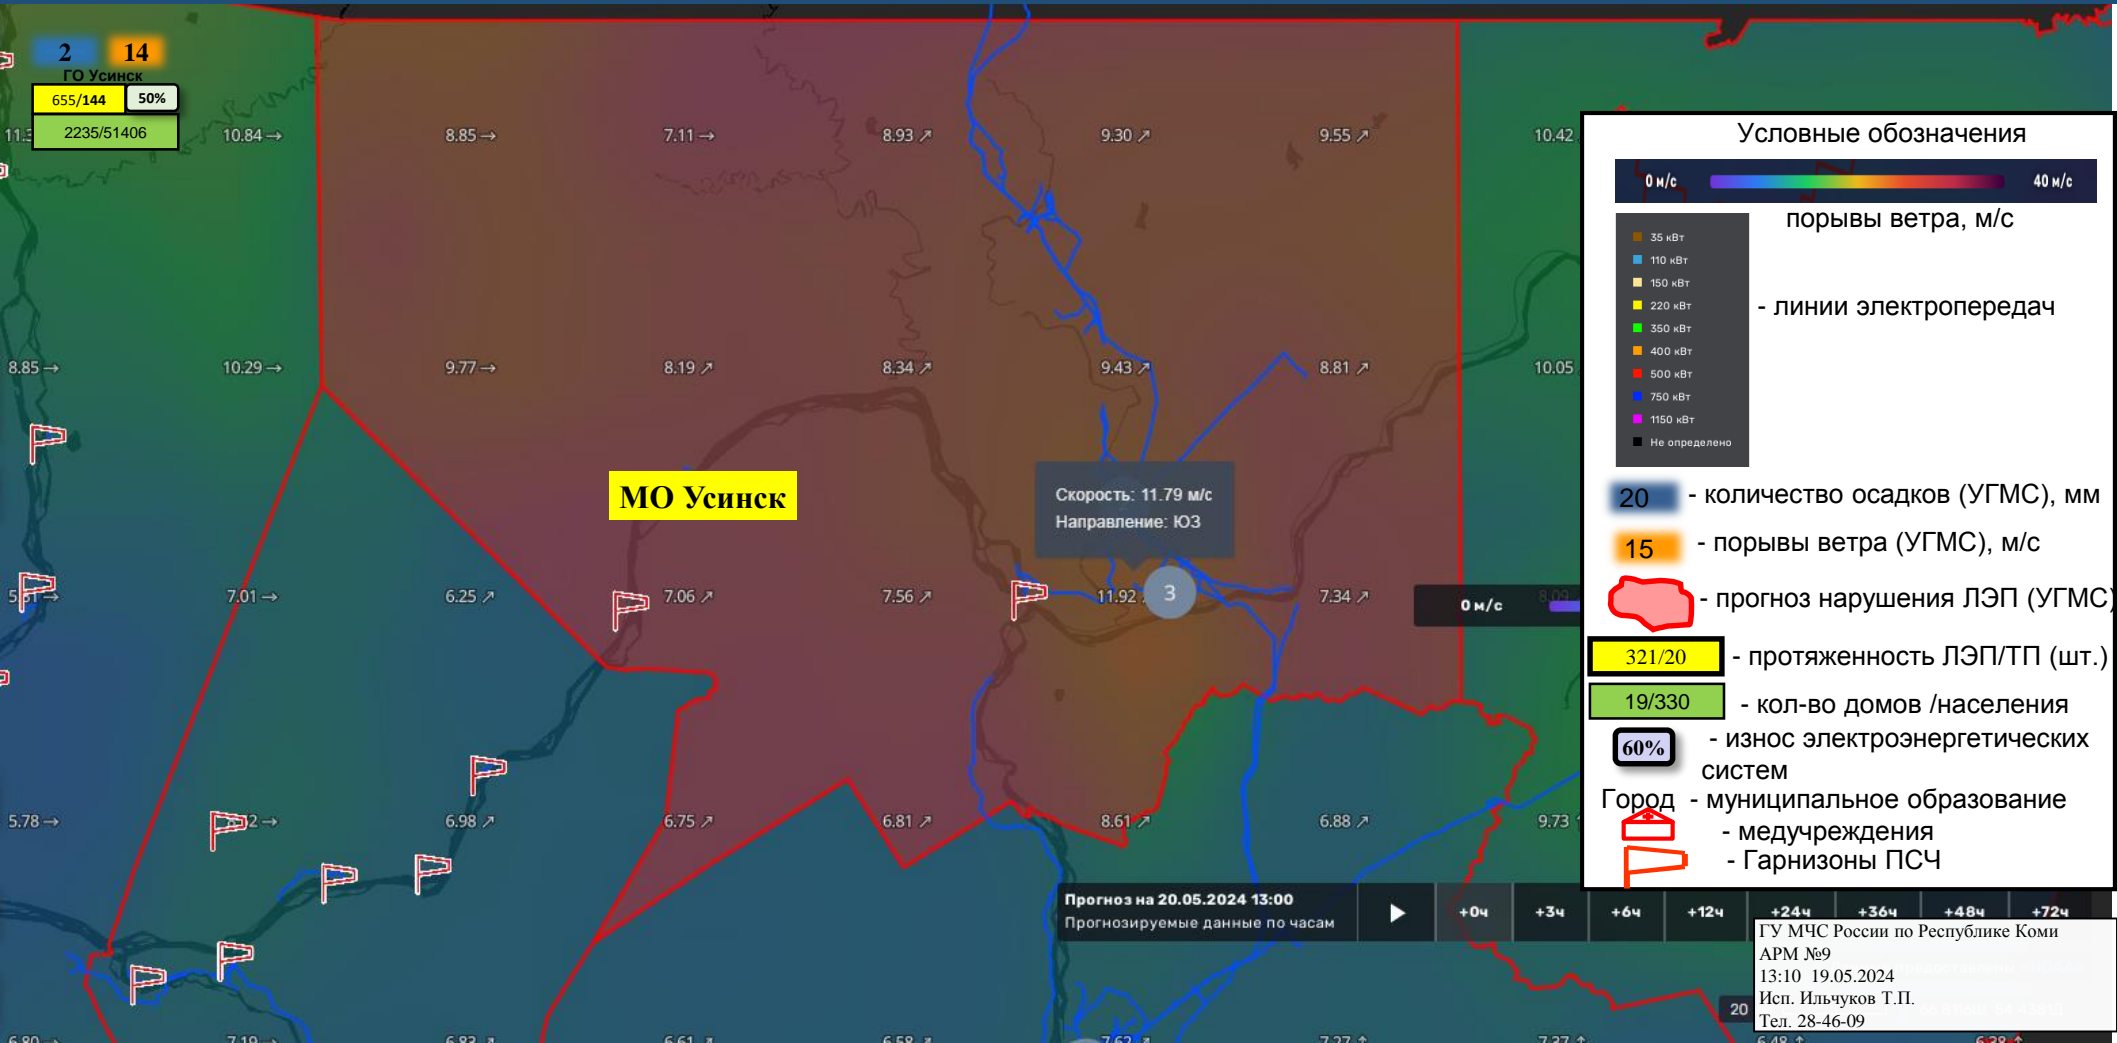 2 14
ГО Усинск
655/144 50%
2235/51406
10.84 → 8.85 → 7.11 → 8.93 ↗ 9.30 ↗ 9.55 ↗ 10.42
8.85 → 10.29 → 9.77 → 8.19 ↗ 8.34 ↗ 9.43 ↗ 8.81 ↗ 10.05
МО Усинск
Скорость: 11.79 м/с
Направление: ЮЗ
7.01 → 6.25 ↗ 7.06 ↗ 7.56 ↗ 11.92 3 7.34 ↗
0 м/с
5.78 → 6.98 ↗ 6.75 ↗ 6.81 ↗ 8.61 ↗ 6.88 ↗ 9.73
Условные обозначения
0 м/с 40 м/с
порывы ветра, м/с
35 кВт
110 кВт
150 кВт
220 кВт
350 кВт
400 кВт
500 кВт
750 кВт
1150 кВт
Не определено
- линии электропередач
20 - количество осадков (УГМС), мм
15 - порывы ветра (УГМС), м/с
- прогноз нарушения ЛЭП (УГМС)
321/20 - протяженность ЛЭП/ТП (шт.)
19/330 - кол-во домов /населения
60% - износ электроэнергетических
систем
Город - муниципальное образование
- медучреждения
- Гарнизоны ПСЧ
Прогноз на 20.05.2024 13:00
Прогнозируемые данные по часам
+0ч +3ч +6ч +12ч +24ч +36ч +48ч +72ч
ГУ МЧС России по Республике Коми
АРМ №9
13:10 19.05.2024
Исп. Ильчуков Т.П.
Тел. 28-46-09
20